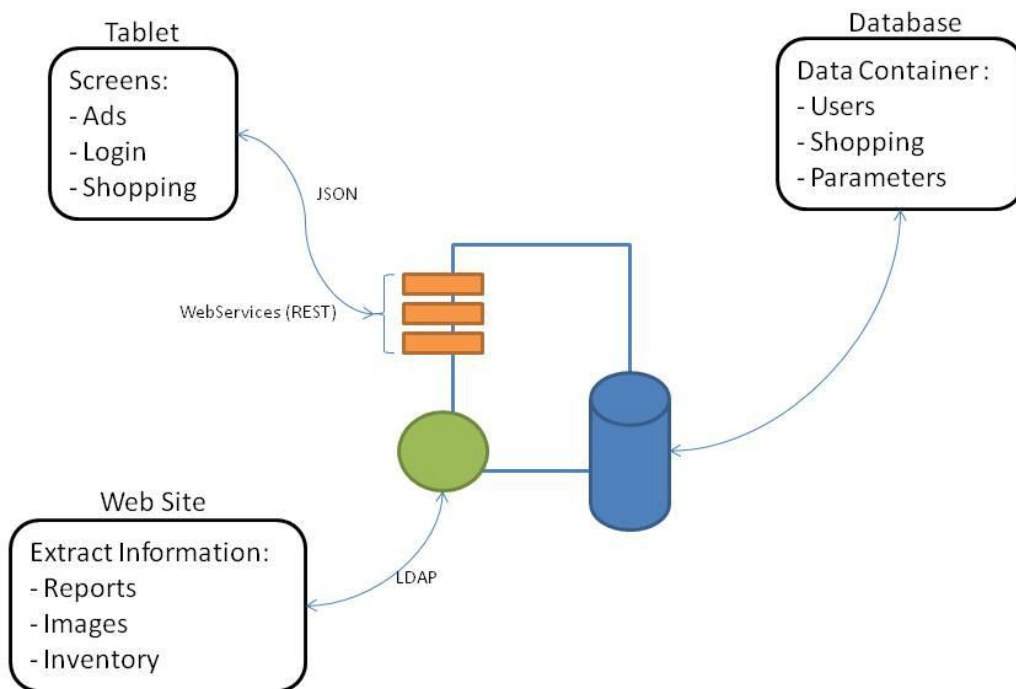 Tablet
Screens:
- Ads
- Login
- Shopping
Database
Data Container :
- Users
- Shopping
- Parameters
JSON
WebServices (REST)
Web Site
Extract Information:
- Reports
- Images
- Inventory
LDAP